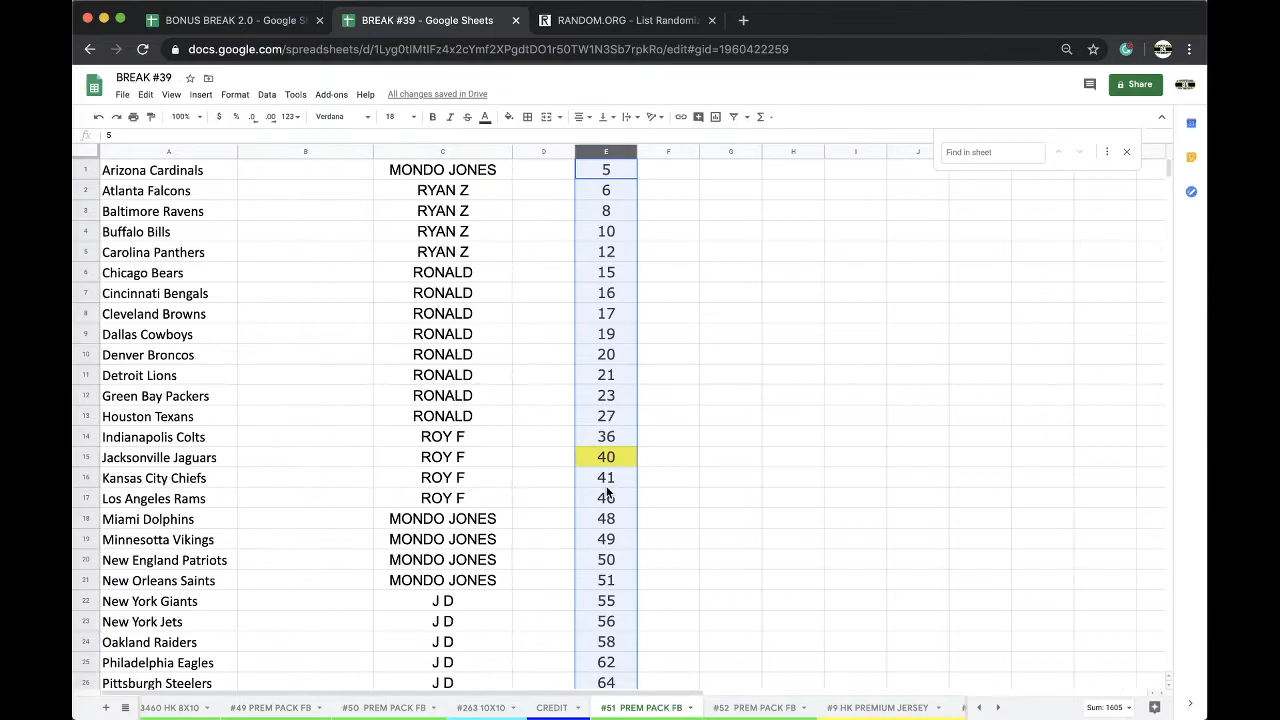 BONUS BREAK 2.0 - Google S
BREAK #39 - Google Sheets
RANDOM.ORG - List Randomi
docs.google.com/spreadsheets/d/1Lyg0tIMtIFz4x2cYmf2XPgdtDO1r50TW1N3Sb7rpkRo/edit#gid=1960422259
BREAK #39
File Edit View Insert Format Data Tools Add-ons Help All changes saved in Drive
Share
100% $ % .0 .00 123 Verdana 18 B I S A
fx 5
Find in sheet
A B C D E F G H I J
1 Arizona Cardinals MONDO JONES 5
2 Atlanta Falcons RYAN Z 6
3 Baltimore Ravens RYAN Z 8
4 Buffalo Bills RYAN Z 10
5 Carolina Panthers RYAN Z 12
6 Chicago Bears RONALD 15
7 Cincinnati Bengals RONALD 16
8 Cleveland Browns RONALD 17
9 Dallas Cowboys RONALD 19
10 Denver Broncos RONALD 20
11 Detroit Lions RONALD 21
12 Green Bay Packers RONALD 23
13 Houston Texans RONALD 27
14 Indianapolis Colts ROY F 36
15 Jacksonville Jaguars ROY F 40
16 Kansas City Chiefs ROY F 41
17 Los Angeles Rams ROY F
18 Miami Dolphins MONDO JONES 48
19 Minnesotta Vikings MONDO JONES 49
20 New England Patriots MONDO JONES 50
21 New Orleans Saints MONDO JONES 51
22 New York Giants J D 55
23 New York Jets J D 56
24 Oakland Raiders J D 58
25 Philadelphia Eagles J D 62
26 Pittsburgh Steelers J D 64
3460 HK 8X10 #49 PREM PACK FB #50 PREM PACK FB #263 10X10 CREDIT #51 PREM PACK FB #52 PREM PACK FB #9 HK PREMIUM JERSEY Sum: 1605